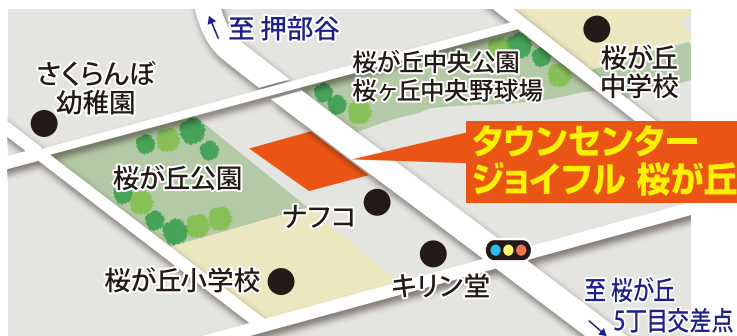 至 押部谷
さくらんぼ
幼稚園
桜が丘中央公園
桜ヶ丘中央野球場
桜が丘
中学校
タウンセンター
ジョイフル 桜が丘
桜が丘公園
ナフコ
桜が丘小学校
キリン堂
至 桜が丘
5丁目交差点